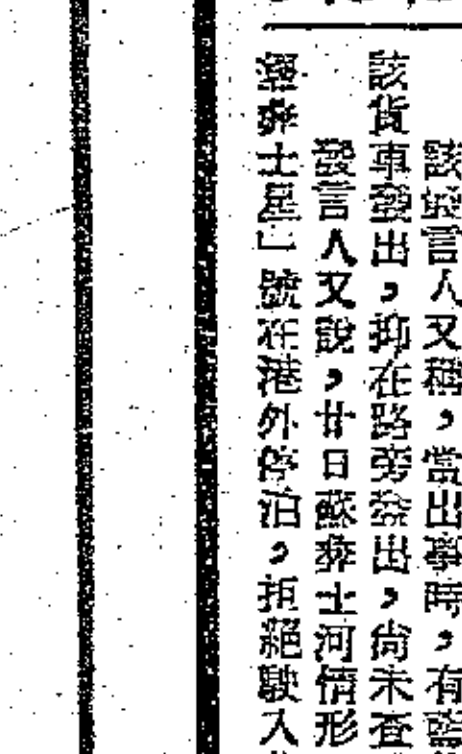 該發言人又稱，當出事時，有藍
該貨車發出，抑在路旁發出，尚未查
發言人又說，廿日蘇彝士河情形
經彝士星」號在港外停泊，拒絕駛入